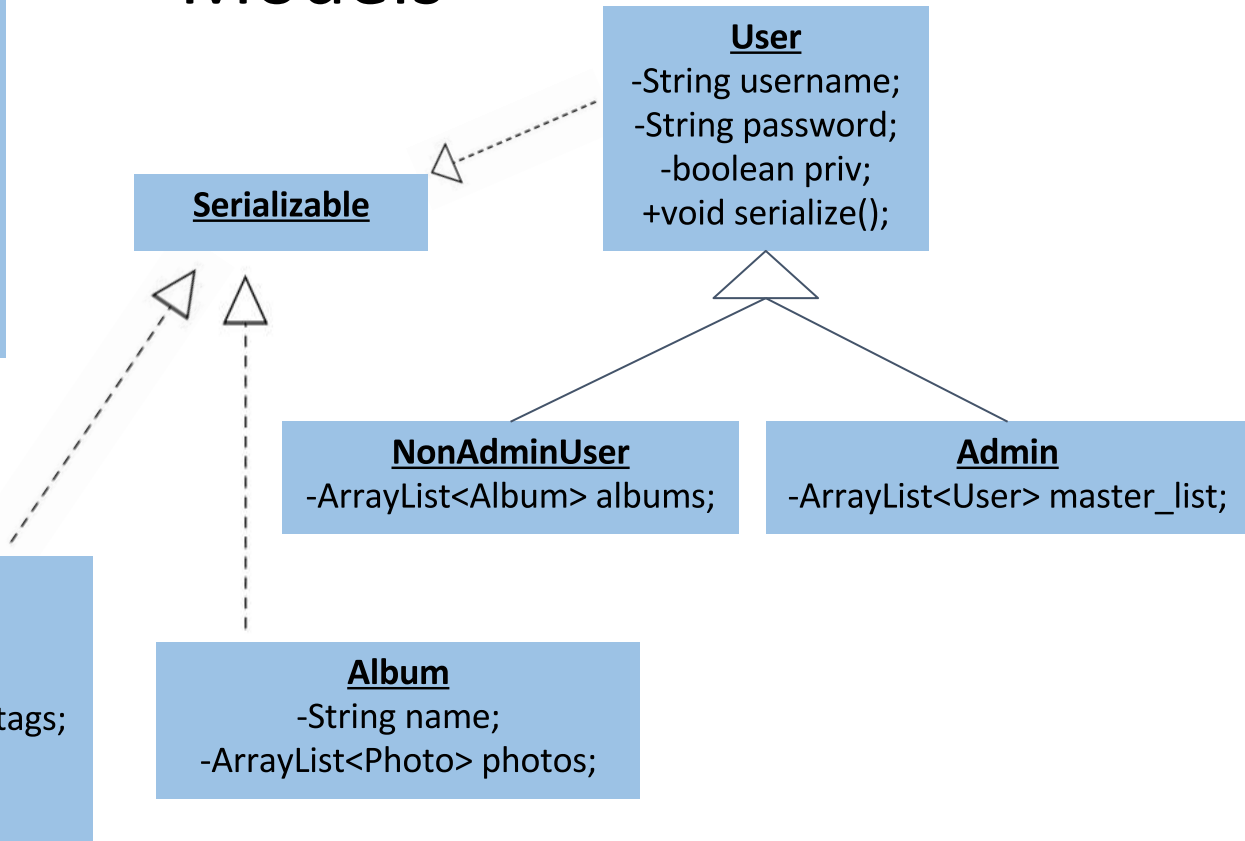 Models
User
-String username;
-String password;
-boolean priv;
+void serialize();
Serializable
NonAdminUser
-ArrayList<Album> albums;
Admin
-ArrayList<User> master_list;
Album
-String name;
-ArrayList<Photo> photos;
tags;